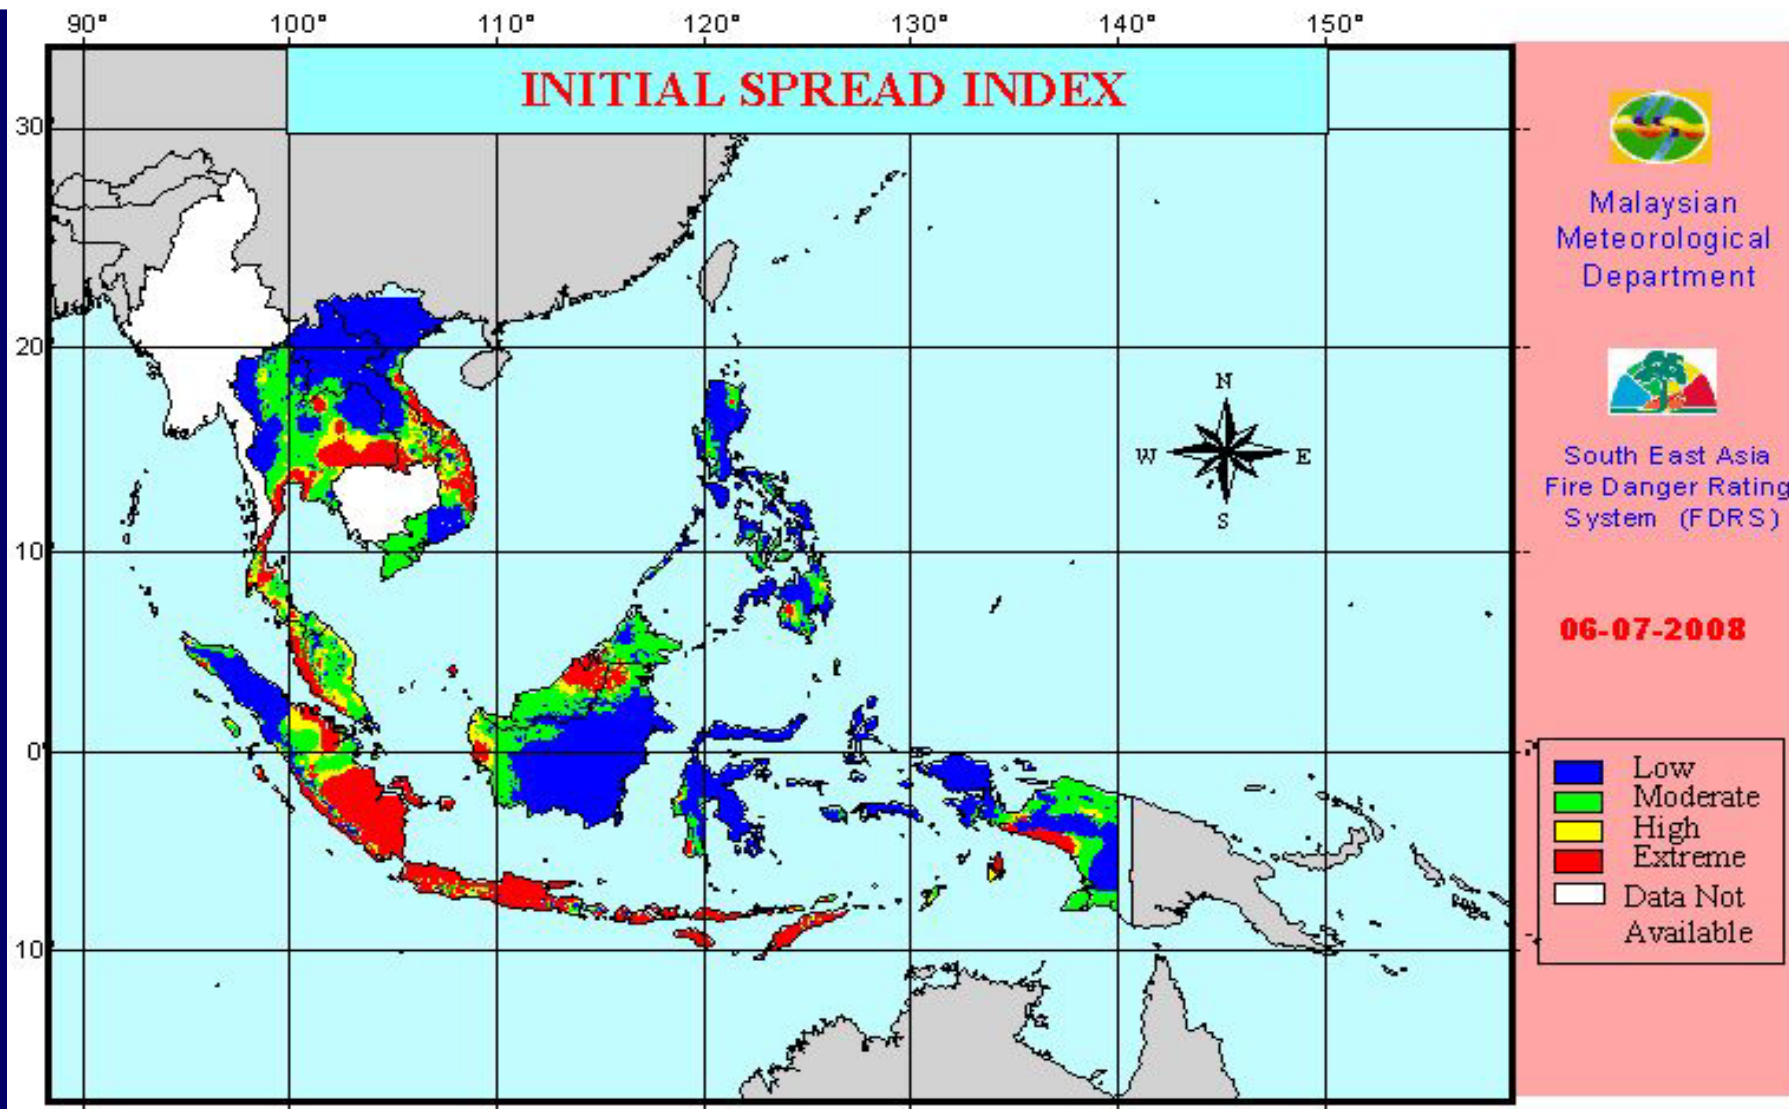 90° 100° 110° 120° 130° 140° 150°
INITIAL SPREAD INDEX
30
20
10
0
10
N
W E
S
Malaysian
Meteorological
Department
South East Asia
Fire Danger Rating
System (FDRS)
06-07-2008
Low
Moderate
High
Extreme
Data Not
Available